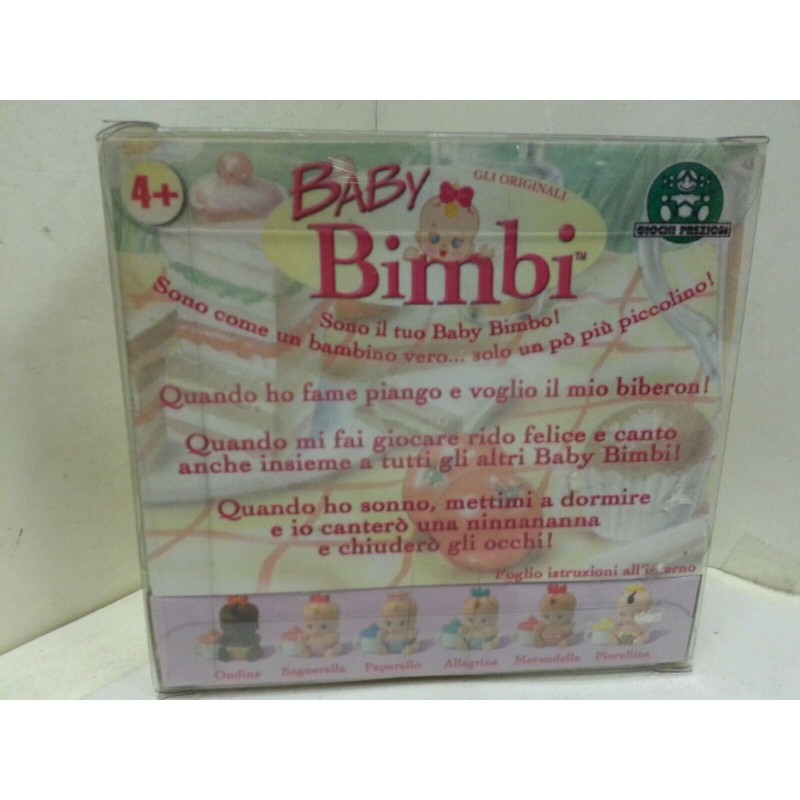 4+
BABY
GLI ORIGINALI
Bimbi™
GIOCHI PREZIOSI
Sono il tuo Baby Bimbo!
Sono come un bambino vero... solo un pò più piccolino!
Quando ho fame piango e voglio il mio biberon!
Quando mi fai giocare rido felice e canto
anche insieme a tutti gli altri Baby Bimbi!
Quando ho sonno, mettimi a dormire
e io canterò una ninnananna
e chiuderò gli occhi!
Foglio istruzioni all'interno
Ondina Sognerella Paperello Allegrina Merendella Fiorellina